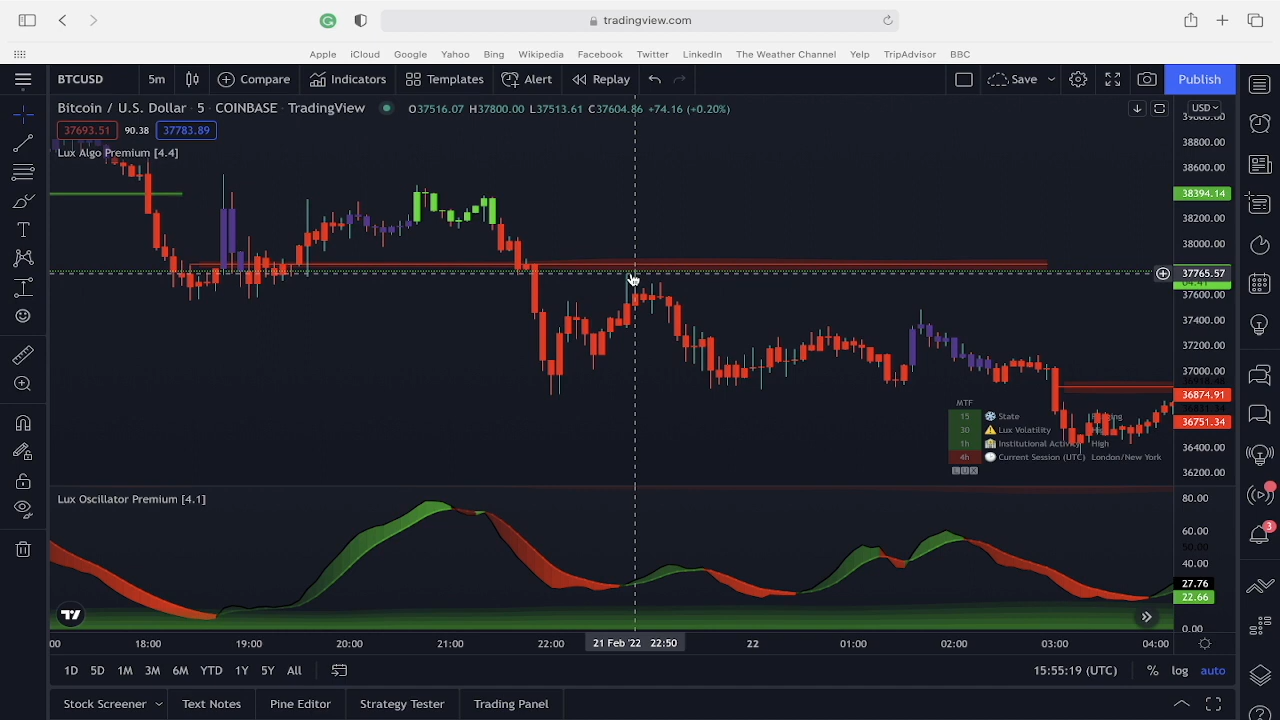 tradingview.com
Apple iCloud Google Yahoo Bing Wikipedia Facebook Twitter LinkedIn The Weather Channel Yelp TripAdvisor BBC
BTCUSD 5m Compare Indicators Templates Alert Replay Save Publish
Bitcoin / U.S. Dollar · 5 · COINBASE · TradingView O37516.07 H37800.00 L37513.61 C37604.86 +74.16 (+0.20%) USD
37693.51 90.38 37783.89
Lux Algo Premium [4.4]
38800.00
38600.00
38394.14
38200.00
38000.00
37765.57
37600.00
37400.00
37200.00
37000.00
36874.91
36751.34
36400.00
36200.00
MTF
15 State
30 Lux Volatility
1h Institutional Activity High
4h Current Session (UTC) London/New York
LUX
Lux Oscillator Premium [4.1]
80.00
60.00
50.00
40.00
27.76
22.66
0.00
3
:00 18:00 19:00 20:00 21:00 22:00 21 Feb '22 22:50 22 01:00 02:00 03:00 04:00
1D 5D 1M 3M 6M YTD 1Y 5Y All 15:55:19 (UTC) % log auto
Stock Screener Text Notes Pine Editor Strategy Tester Trading Panel